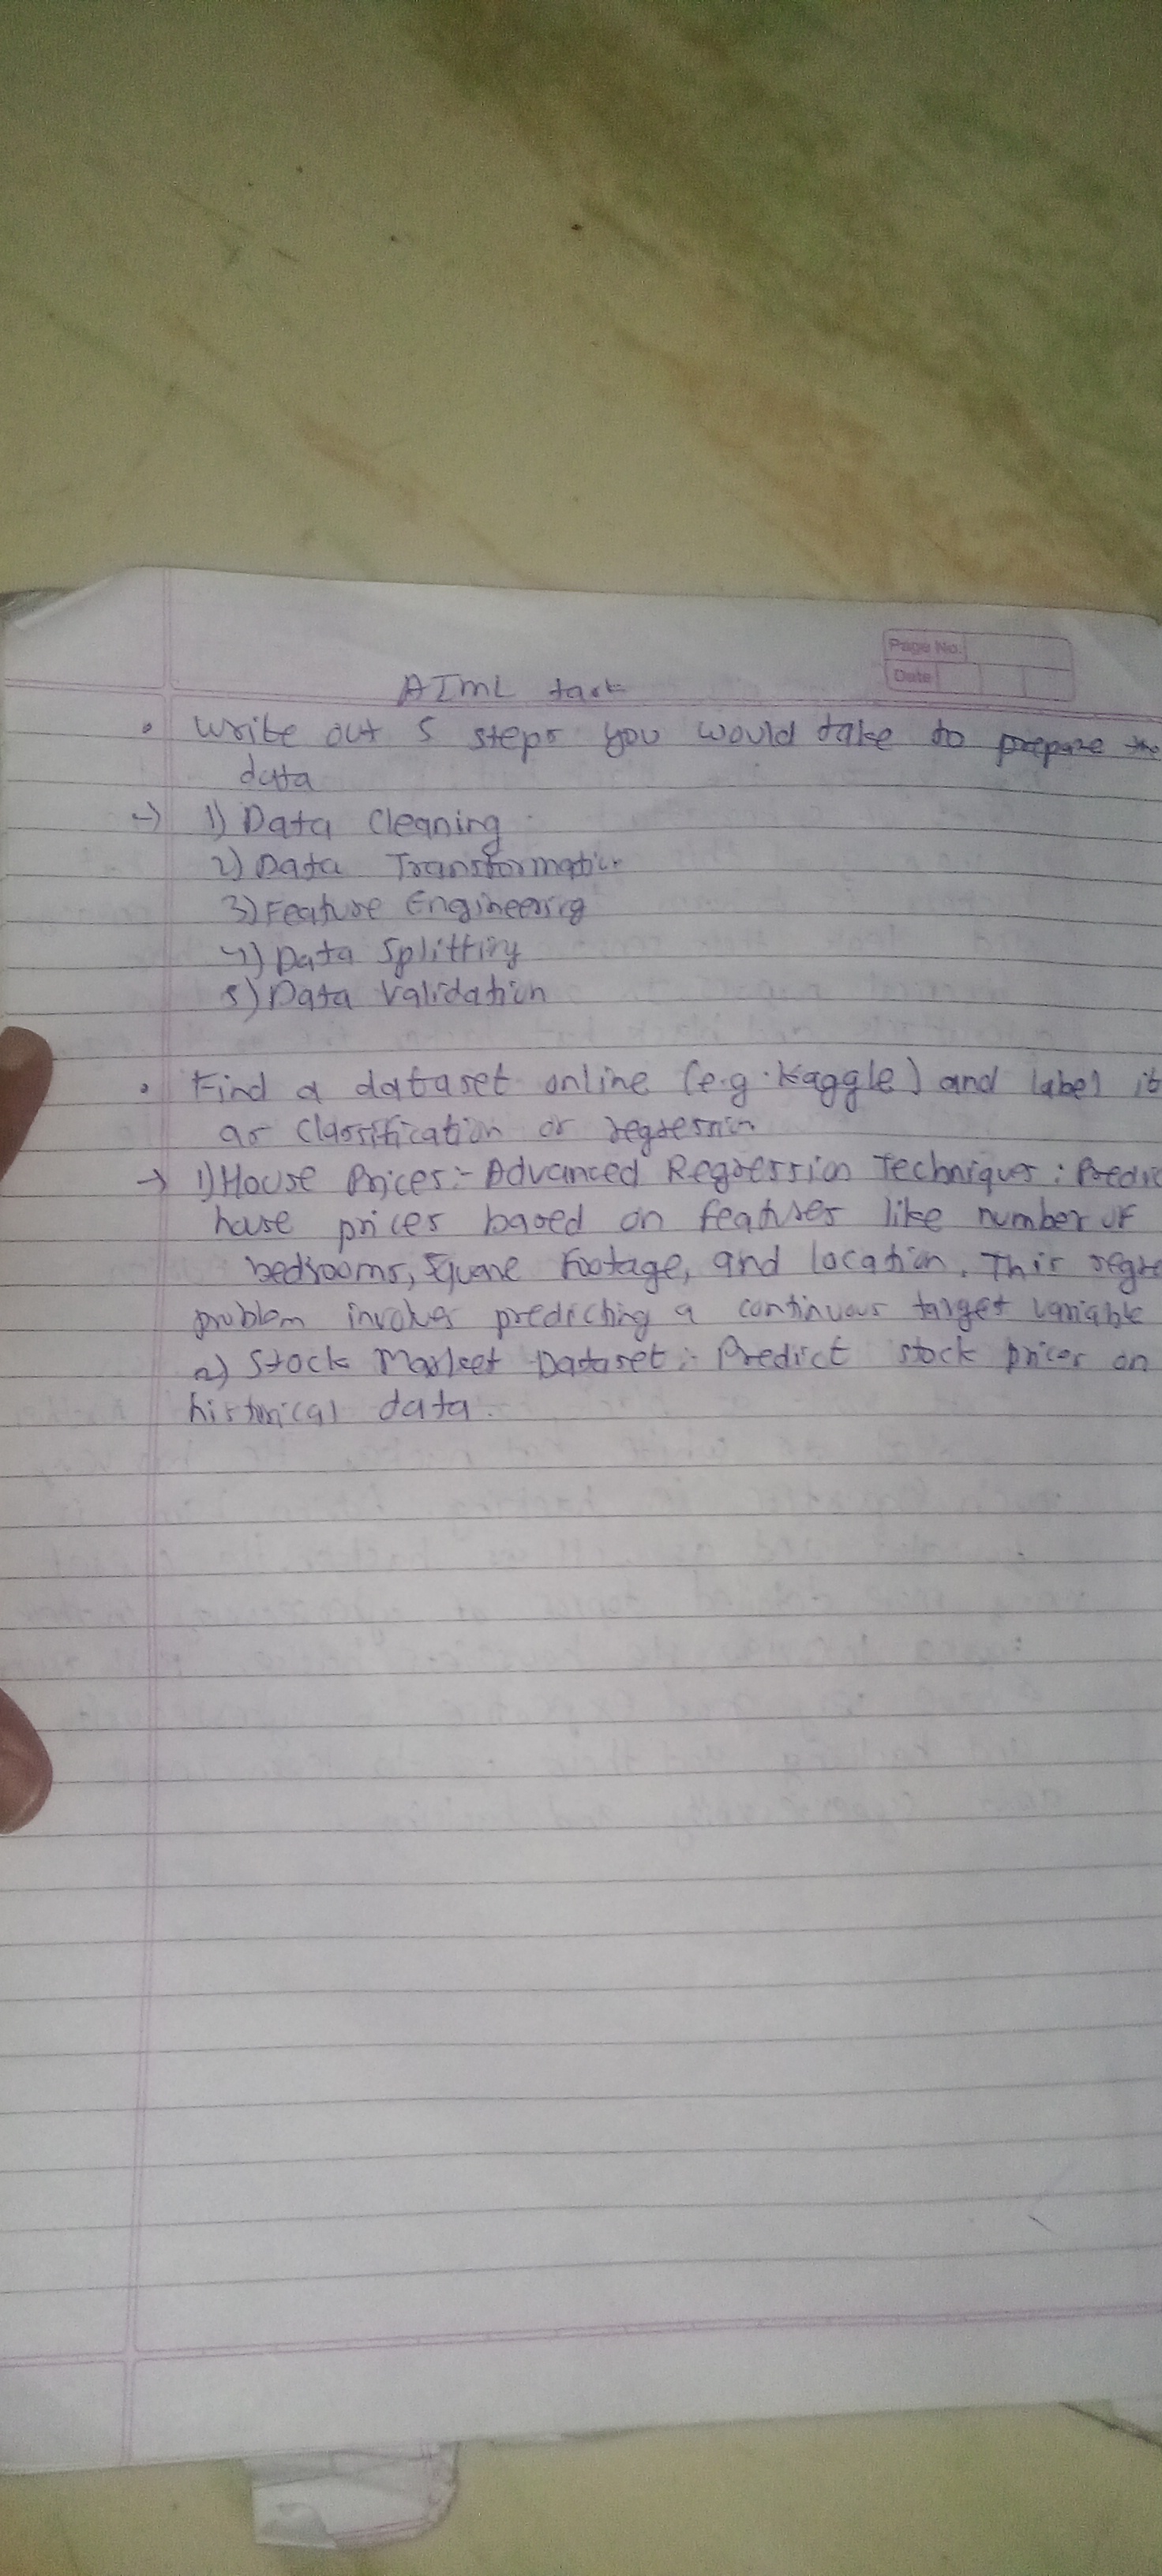 Page No.
Date
AIML task
• Write out 5 steps you would take to prepare the
data
→ 1) Data Cleaning
2) Data Transformation
3) Feature Engineering
4) Data Splitting
5) Data Validation
• Find a dataset online (e.g. Kaggle) and label it
as Classification or regression
→ 1) House Prices:- Advanced Regression Techniques: Predic
house prices based on features like number of
bedrooms, Square Footage, and location. This regre
problem involves predicting a continuous target variable
2) Stock Market Dataset:- Predict stock prices on
historical data.